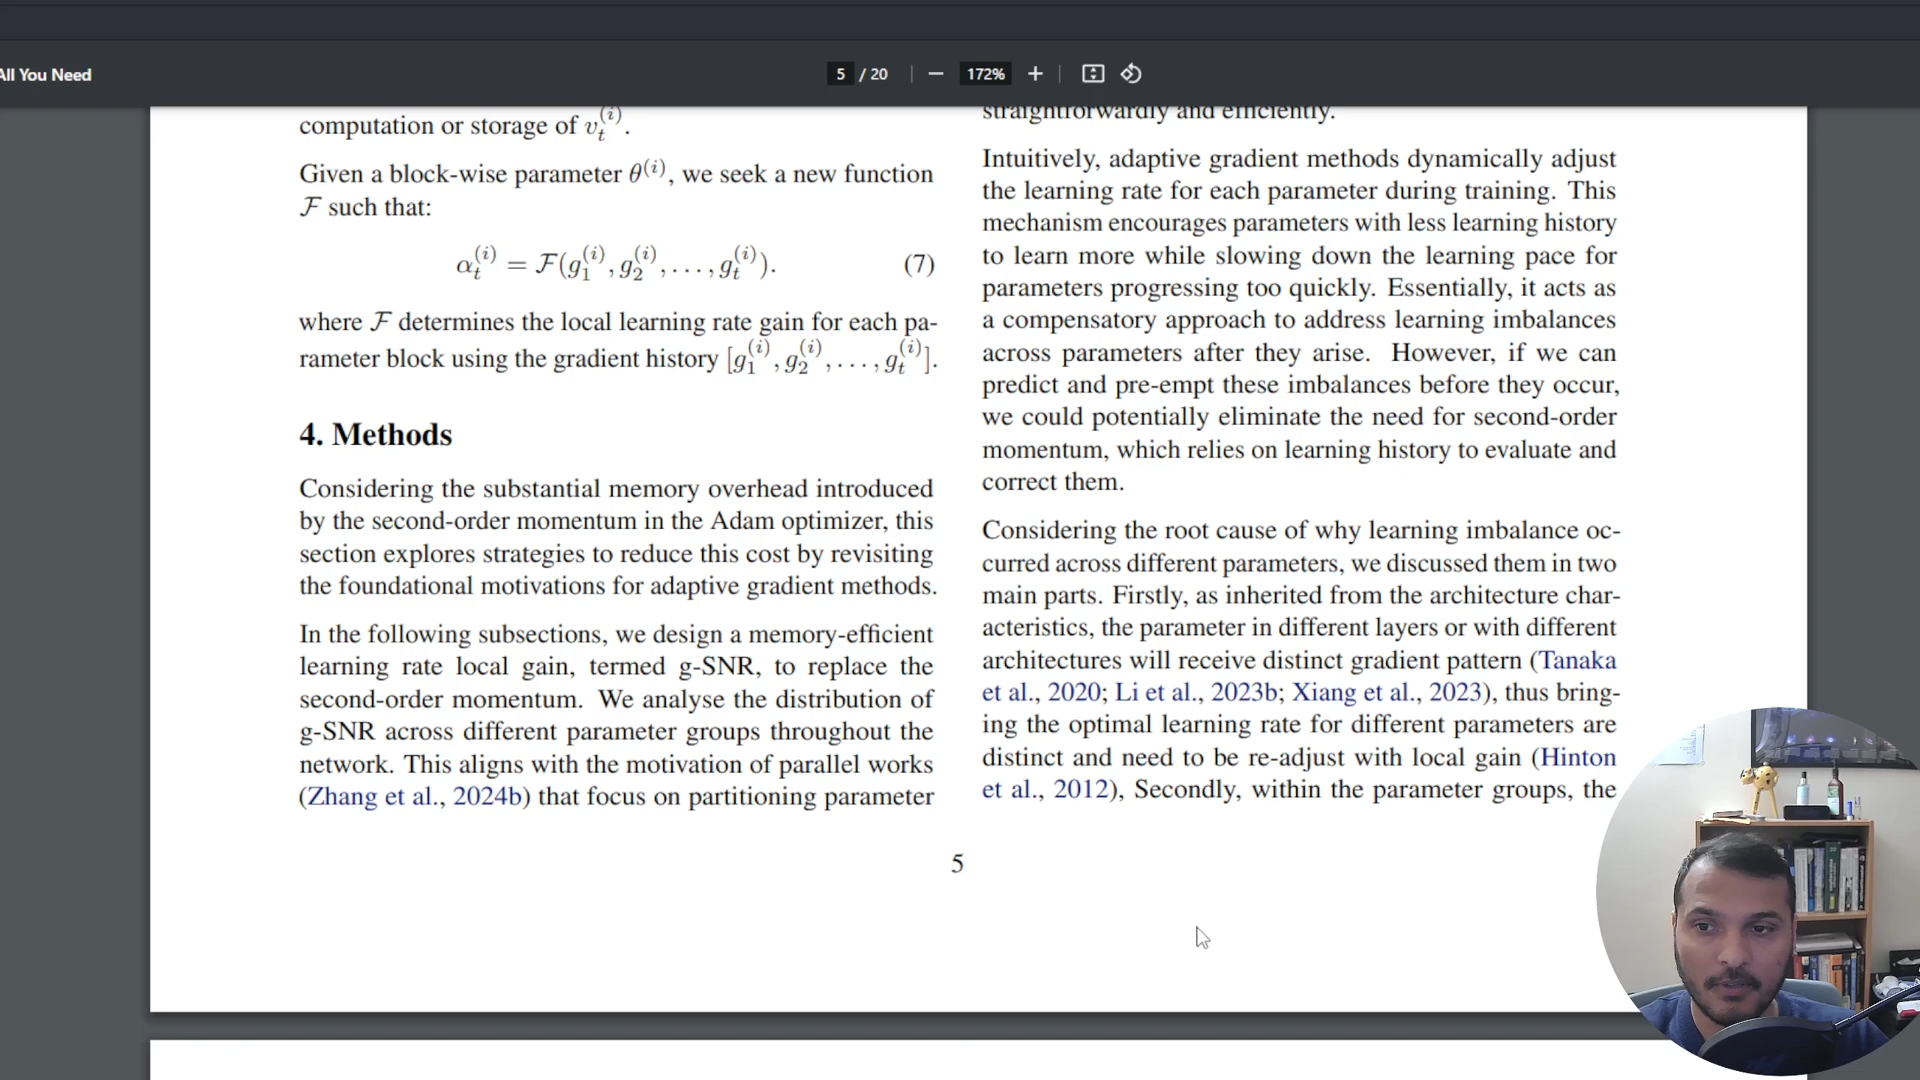 All You Need
5 / 20
172%
computation or storage of v_t^{(i)}.
Given a block-wise parameter θ^{(i)}, we seek a new function
ℱ such that:
α_t^{(i)} = ℱ(g_1^{(i)}, g_2^{(i)}, . . . , g_t^{(i)}). (7)
where ℱ determines the local learning rate gain for each pa-
rameter block using the gradient history [g_1^{(i)}, g_2^{(i)}, . . . , g_t^{(i)}].
4. Methods
Considering the substantial memory overhead introduced
by the second-order momentum in the Adam optimizer, this
section explores strategies to reduce this cost by revisiting
the foundational motivations for adaptive gradient methods.
In the following subsections, we design a memory-efficient
learning rate local gain, termed g-SNR, to replace the
second-order momentum. We analyse the distribution of
g-SNR across different parameter groups throughout the
network. This aligns with the motivation of parallel works
(Zhang et al., 2024b) that focus on partitioning parameter
straightforwardly and efficiently.
Intuitively, adaptive gradient methods dynamically adjust
the learning rate for each parameter during training. This
mechanism encourages parameters with less learning history
to learn more while slowing down the learning pace for
parameters progressing too quickly. Essentially, it acts as
a compensatory approach to address learning imbalances
across parameters after they arise. However, if we can
predict and pre-empt these imbalances before they occur,
we could potentially eliminate the need for second-order
momentum, which relies on learning history to evaluate and
correct them.
Considering the root cause of why learning imbalance oc-
curred across different parameters, we discussed them in two
main parts. Firstly, as inherited from the architecture char-
acteristics, the parameter in different layers or with different
architectures will receive distinct gradient pattern (Tanaka
et al., 2020; Li et al., 2023b; Xiang et al., 2023), thus bring-
ing the optimal learning rate for different parameters are
distinct and need to be re-adjust with local gain (Hinton
et al., 2012), Secondly, within the parameter groups, the
5